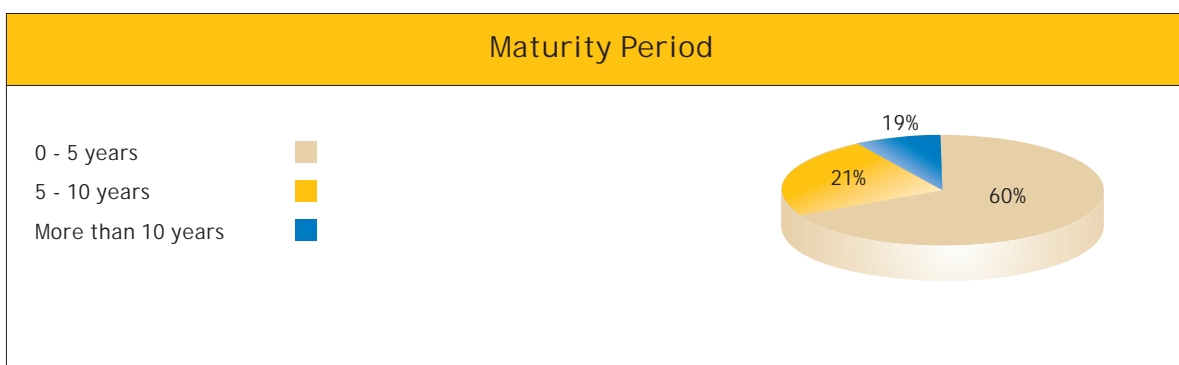 Maturity Period
0 - 5 years
5 - 10 years
More than 10 years
19%
21%
60%